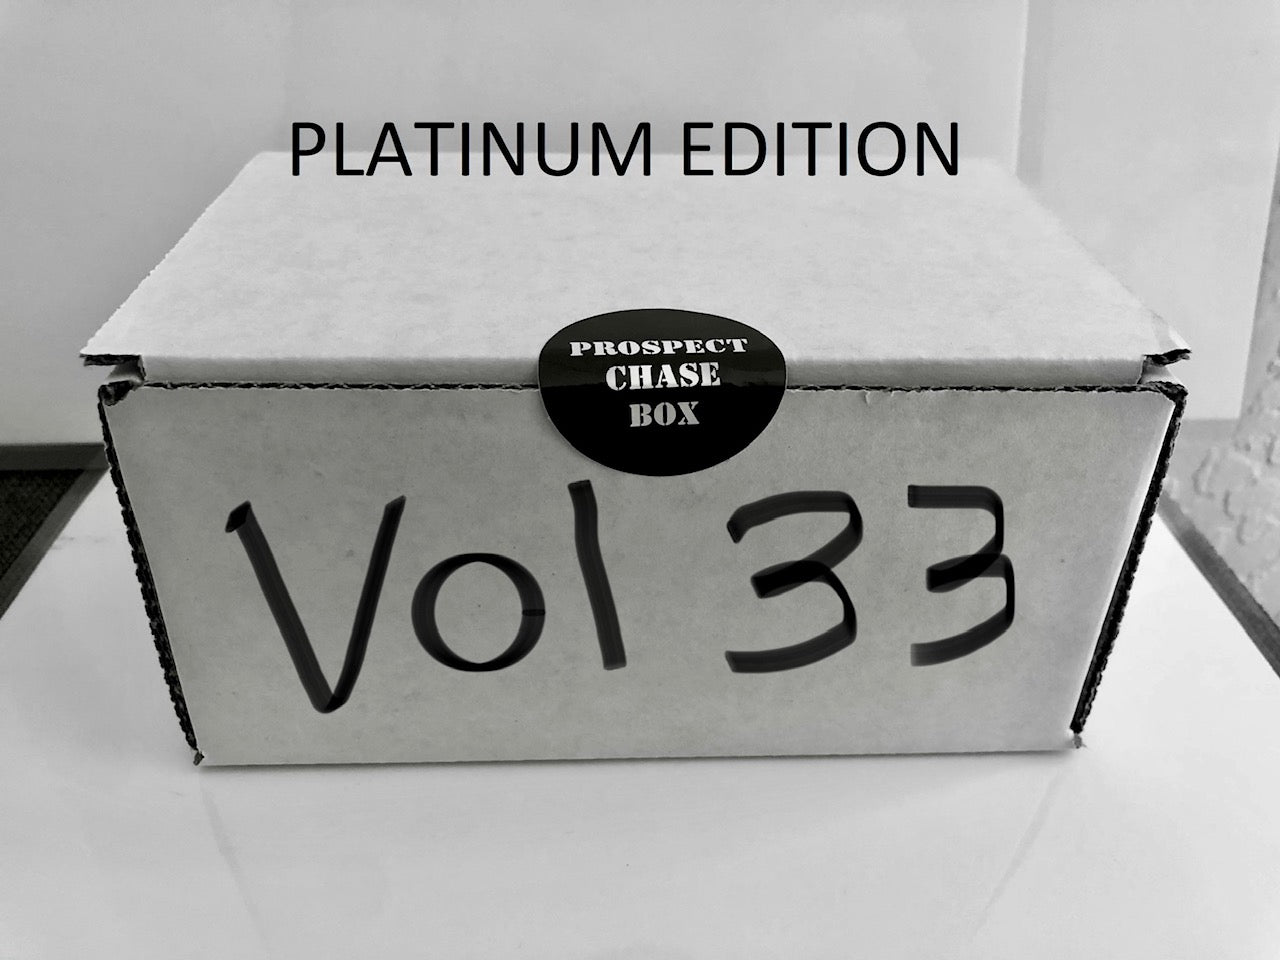 PLATINUM EDITION
PROSPECT
CHASE
BOX
Vol 33